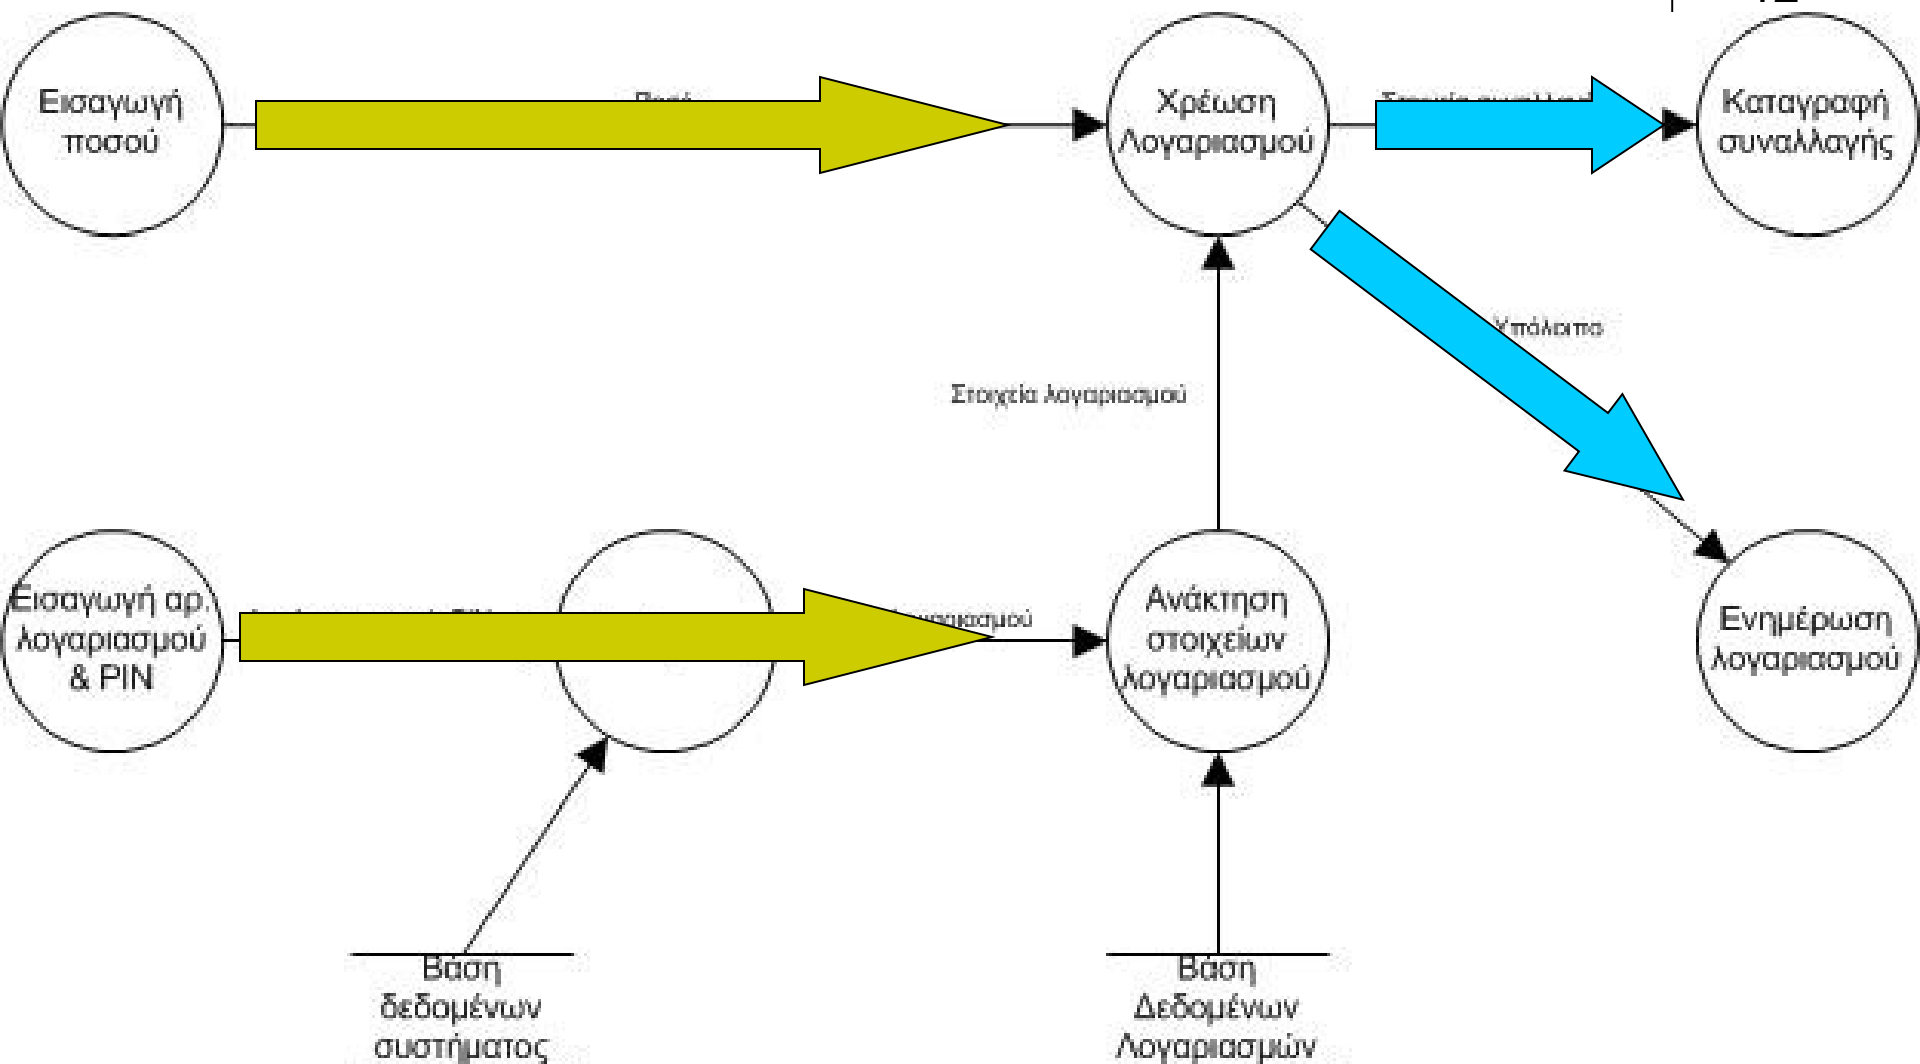 Εισαγωγή
ποσού
Χρέωση
Λογαριασμού
Καταγραφή
συναλλαγής
Υπόλοιπο
Στοιχεία λογαριασμού
Εισαγωγή αρ.
λογαριασμού
& PIN
Ανάκτηση
στοιχείων
λογαριασμού
Ενημέρωση
λογαριασμού
Βάση
δεδομένων
συστήματος
Βάση
Δεδομένων
Λογαριασμών